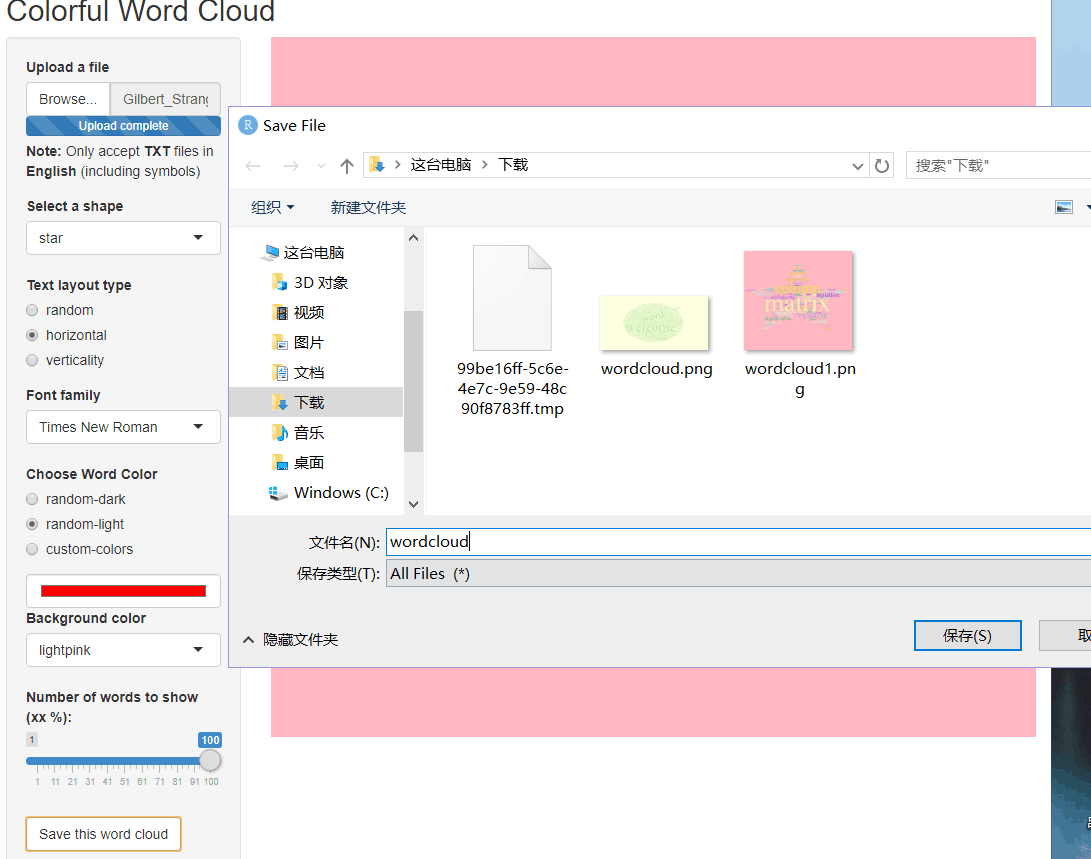 Colorful Word Cloud
Upload a file
Browse...
Gilbert_Strang
Upload complete
Note: Only accept TXT files in
English (including symbols)
Select a shape
star
Text layout type
random
horizontal
verticality
Font family
Times New Roman
Choose Word Color
random-dark
random-light
custom-colors
Background color
lightpink
Number of words to show
(xx %):
1
100
1 11 21 31 41 51 61 71 81 91 100
Save this word cloud
R Save File
这台电脑 下载
搜索"下载"
组织 新建文件夹
这台电脑
3D 对象
视频
图片
文档
下载
音乐
桌面
Windows (C:)
99be16ff-5c6e-
4e7c-9e59-48c
90f8783ff.tmp
welcome
wordcloud.png
matrix
equation
wordcloud1.pn
g
文件名(N): wordcloud
保存类型(T): All Files (*)
隐藏文件夹
保存(S)
取